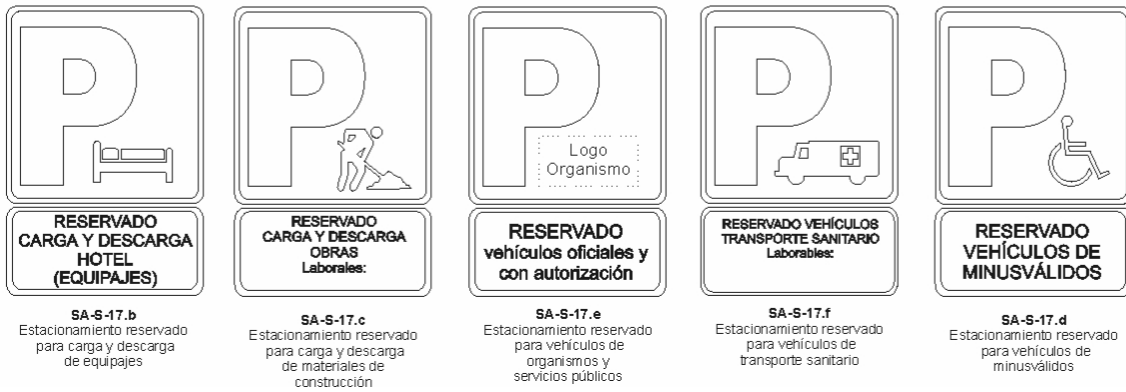 P
RESERVADO
CARGA Y DESCARGA
HOTEL
(EQUIPAJES)
SA-S-17.b
Estacionamiento reservado
para carga y descarga
de equipajes
P
RESERVADO
CARGA Y DESCARGA
OBRAS
Laborales:
SA-S-17.c
Estacionamiento reservado
para carga y descarga
de materiales de
construcción
P
Logo
Organismo
RESERVADO
vehículos oficiales y
con autorización
SA-S-17.e
Estacionamiento reservado
para vehículos de
organismos y
servicios públicos
P
RESERVADO VEHÍCULOS
TRANSPORTE SANITARIO
Laborables:
SA-S-17.f
Estacionamiento reservado
para vehículos de
transporte sanitario
P
RESERVADO
VEHÍCULOS DE
MINUSVÁLIDOS
SA-S-17.d
Estacionamiento reservado
para vehículos de
minusválidos